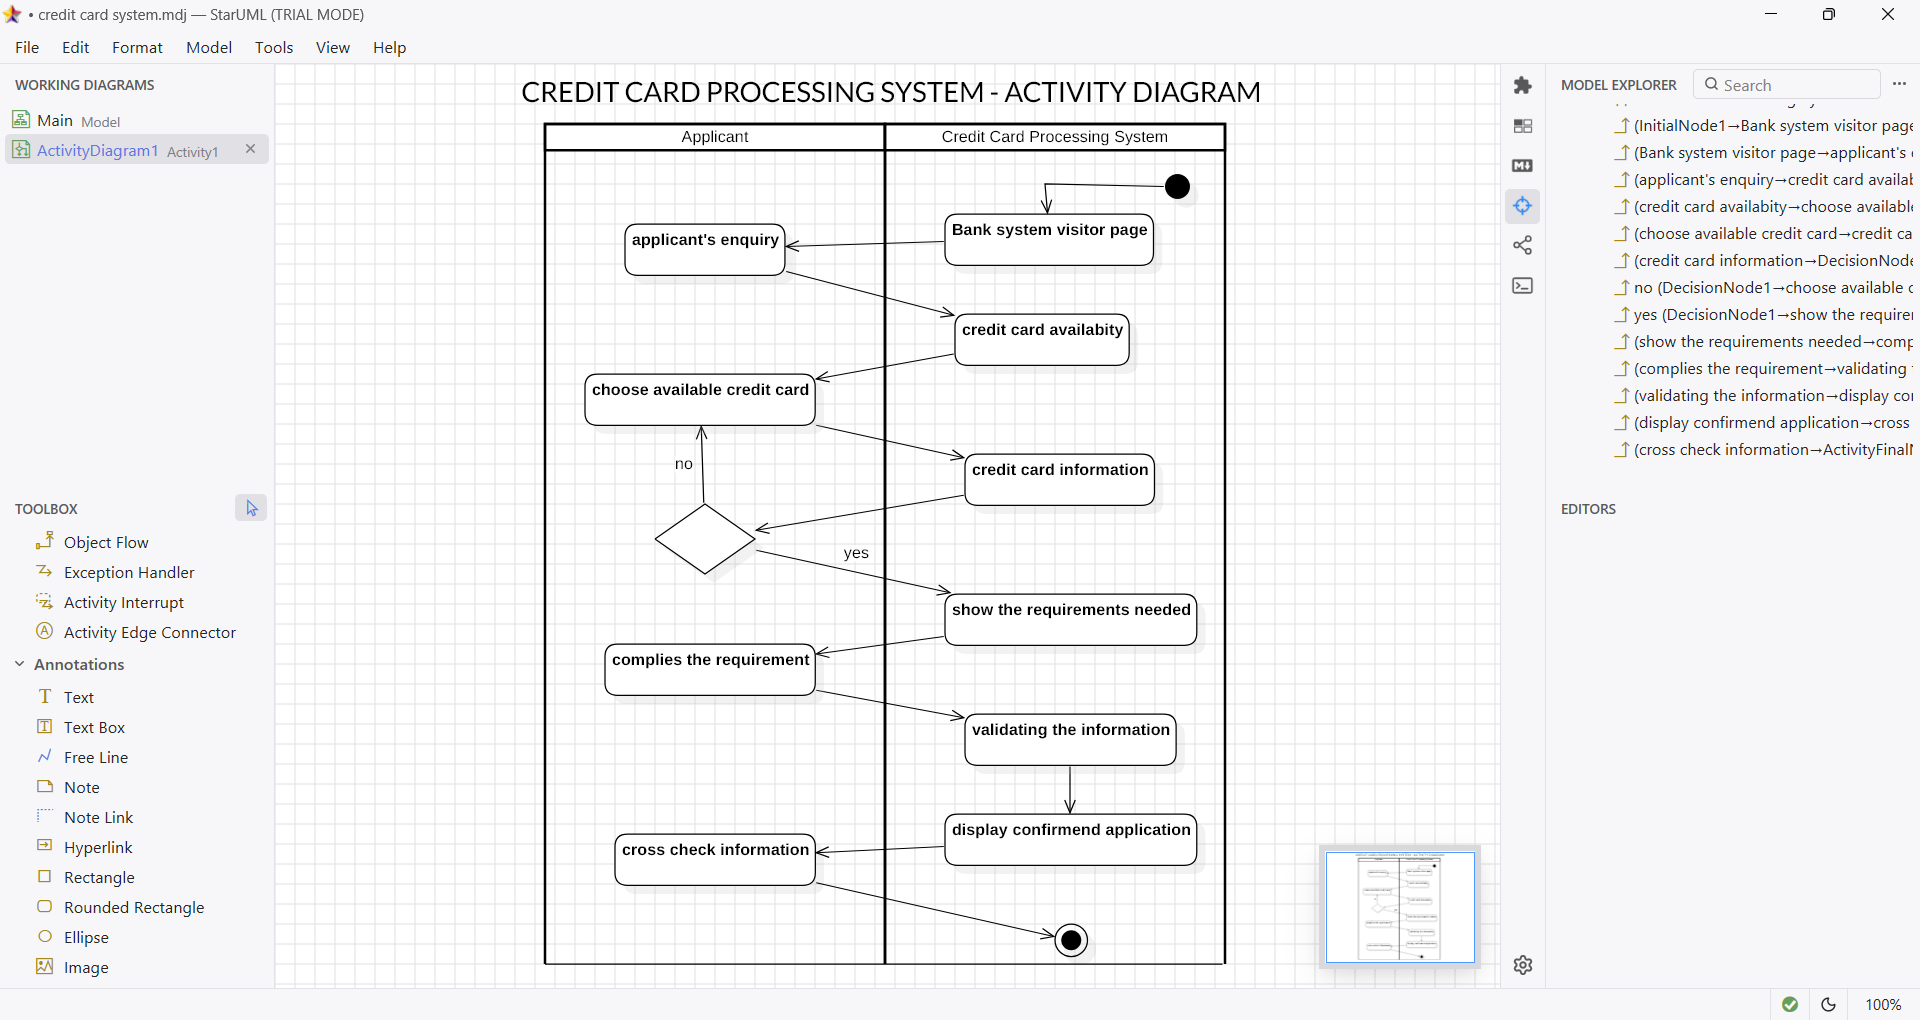 • credit card system.mdj — StarUML (TRIAL MODE)
File Edit Format Model Tools View Help
WORKING DIAGRAMS
Main Model
ActivityDiagram1 Activity1
TOOLBOX
Object Flow
Exception Handler
Activity Interrupt
Activity Edge Connector
Annotations
Text
Text Box
Free Line
Note
Note Link
Hyperlink
Rectangle
Rounded Rectangle
Ellipse
Image
CREDIT CARD PROCESSING SYSTEM - ACTIVITY DIAGRAM
Applicant
Credit Card Processing System
Bank system visitor page
applicant's enquiry
credit card availabity
choose available credit card
no
credit card information
yes
show the requirements needed
complies the requirement
validating the information
display confirmend application
cross check information
MODEL EXPLORER
Search
(InitialNode1→Bank system visitor page
(Bank system visitor page→applicant's
(applicant's enquiry→credit card availab
(credit card availabity→choose available
(choose available credit card→credit ca
(credit card information→DecisionNode
no (DecisionNode1→choose available c
yes (DecisionNode1→show the requirer
(show the requirements needed→comp
(complies the requirement→validating
(validating the information→display con
(display confirmend application→cross
(cross check information→ActivityFinalN
EDITORS
100%